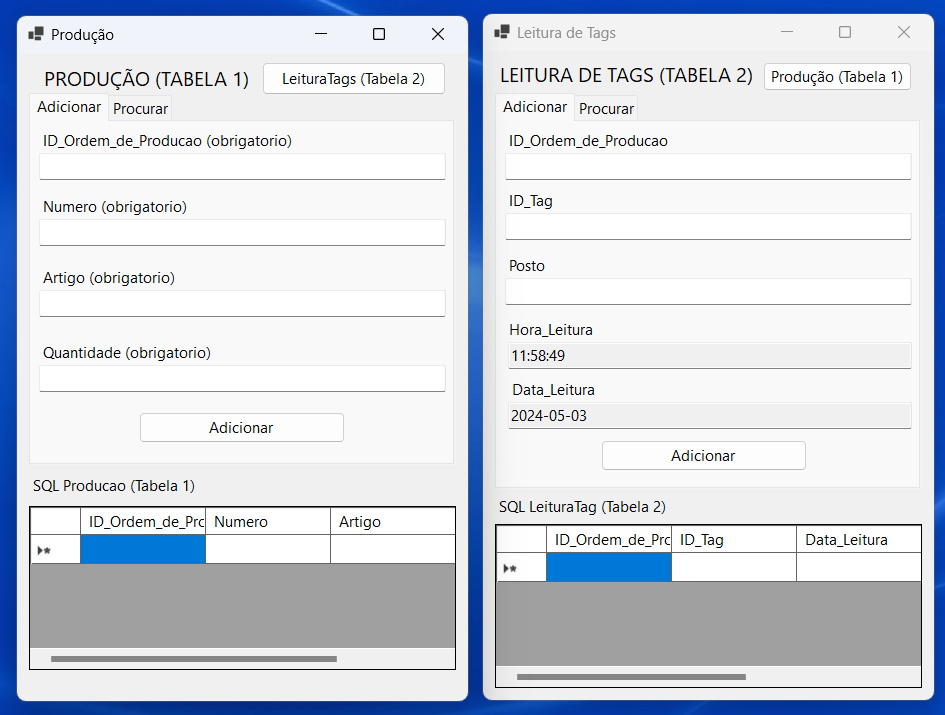 Produção
PRODUÇÃO (TABELA 1)
LeituraTags (Tabela 2)
Adicionar
Procurar
ID_Ordem_de_Producao (obrigatorio)
Numero (obrigatorio)
Artigo (obrigatorio)
Quantidade (obrigatorio)
Adicionar
SQL Producao (Tabela 1)
ID_Ordem_de_Prc Numero Artigo
Leitura de Tags
LEITURA DE TAGS (TABELA 2)
Produção (Tabela 1)
Adicionar
Procurar
ID_Ordem_de_Producao
ID_Tag
Posto
Hora_Leitura
11:58:49
Data_Leitura
2024-05-03
Adicionar
SQL LeituraTag (Tabela 2)
ID_Ordem_de_Prc ID_Tag Data_Leitura